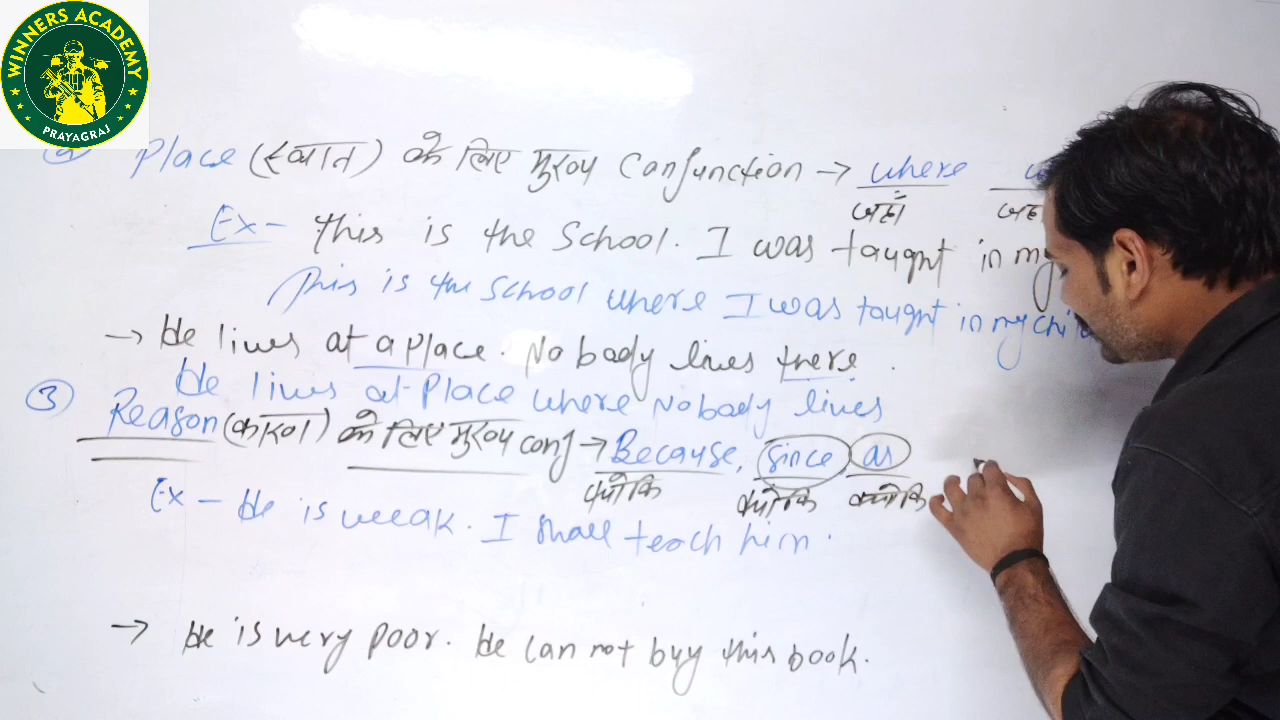 WINNERS ACADEMY
PRAYAGRAJ
Place (स्थान) के लिए मुख्य Conjunction → where
जहाँ
Ex- This is the School. I was taught in my
This is the School where I was taught in my
→ He lives at a place. Nobody lives there.
He lives at Place where Nobody lives
3 Reason (कारण) के लिए मुख्य conj → Because, since as
क्योंकि क्योंकि क्योंकि
Ex - He is weak. I shall teach him.
→ He is very poor. He can not buy this book.